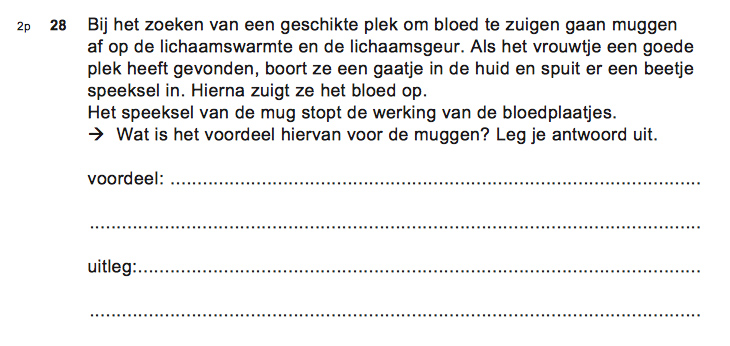 2p 28 Bij het zoeken van een geschikte plek om bloed te zuigen gaan muggen
af op de lichaamswarmte en de lichaamsgeur. Als het vrouwtje een goede
plek heeft gevonden, boort ze een gaatje in de huid en spuit er een beetje
speeksel in. Hierna zuigt ze het bloed op.
Het speeksel van de mug stopt de werking van de bloedplaatjes.
→ Wat is het voordeel hiervan voor de muggen? Leg je antwoord uit.
voordeel: ....................................................................................................
....................................................................................................................
uitleg:..........................................................................................................
....................................................................................................................